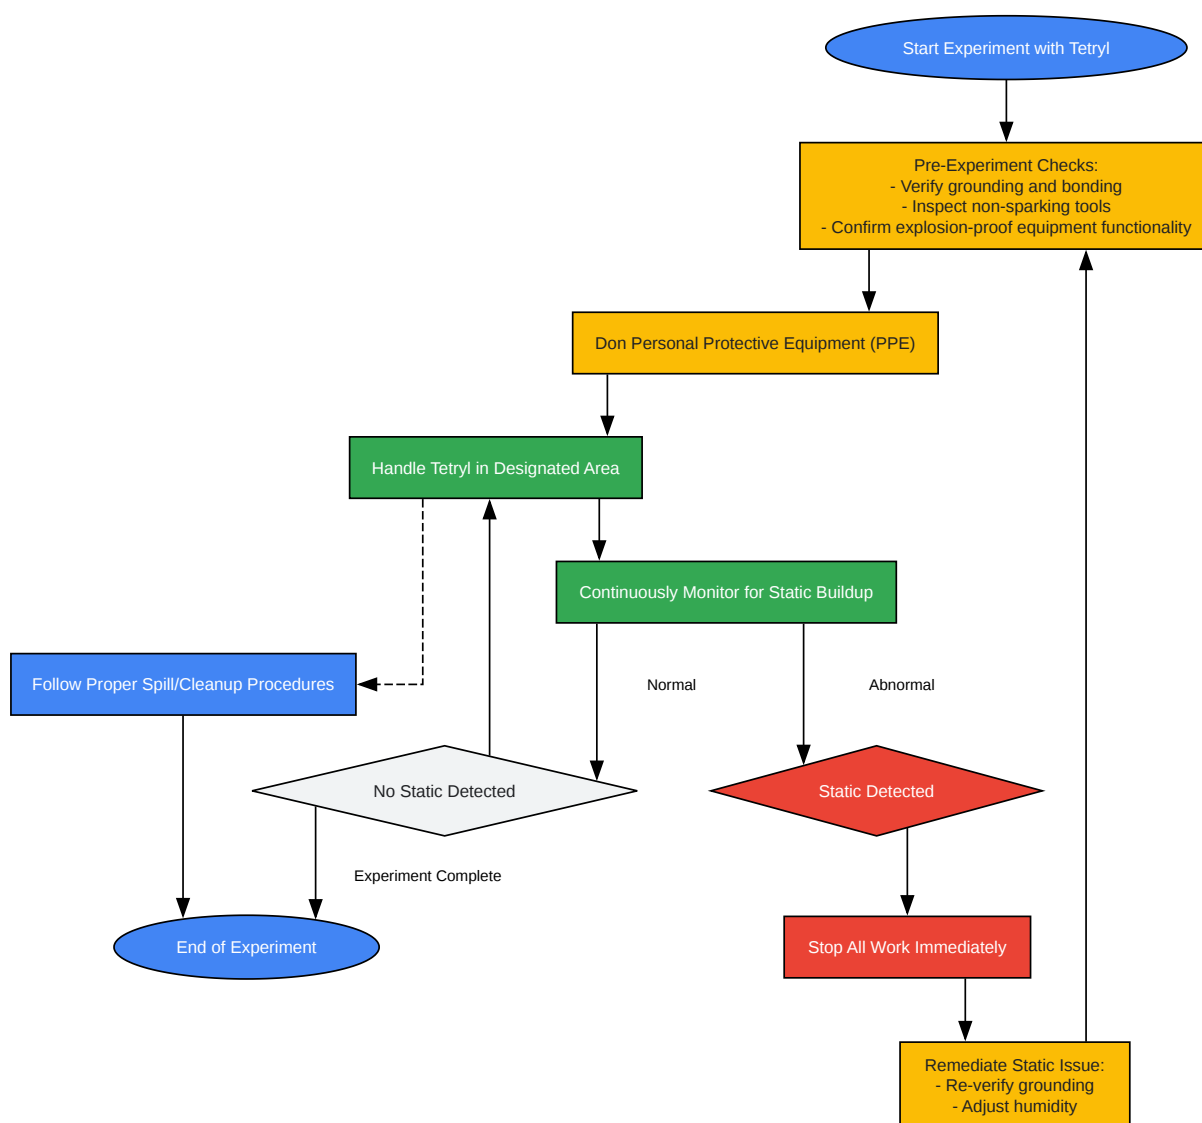 Start Experiment with Tetryl
Pre-Experiment Checks:
- Verify grounding and bonding
- Inspect non-sparking tools
- Confirm explosion-proof equipment functionality
Don Personal Protective Equipment (PPE)
Handle Tetryl in Designated Area
Continuously Monitor for Static Buildup
Follow Proper Spill/Cleanup Procedures
Normal
Abnormal
No Static Detected
Static Detected
Experiment Complete
End of Experiment
Stop All Work Immediately
Remediate Static Issue:
- Re-verify grounding
- Adjust humidity